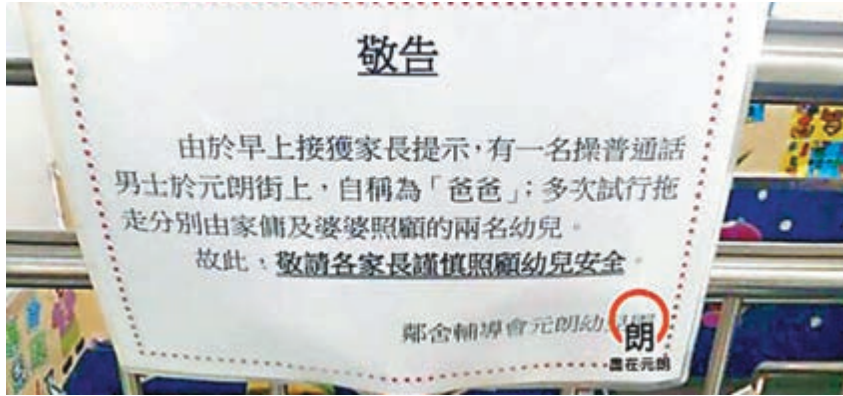 敬告
由於早上接獲家長提示，有一名操普通話
男士於元朗街上，自稱為「爸爸」；多次試行拖
走分別由家傭及婆婆照顧的兩名幼兒。
故此，敬請各家長謹慎照顧幼兒安全。
鄰舍輔導會元朗幼
朗
盡在元朗